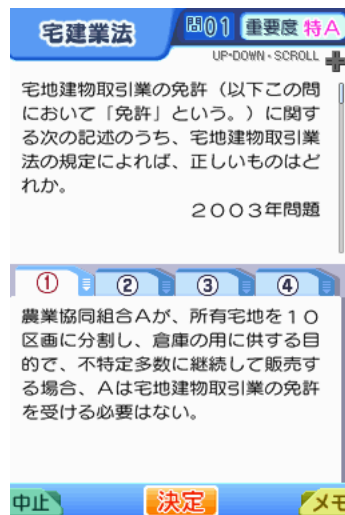 宅建業法
問01 重要度 特A
UP・DOWN・SCROLL
宅地建物取引業の免許（以下この問
において「免許」という。）に関す
る次の記述のうち、宅地建物取引業
法の規定によれば、正しいものはど
れか。
２００３年問題
① ② ③ ④
農業協同組合Aが、所有宅地を１０
区画に分割し、倉庫の用に供する目
的で、不特定多数に継続して販売す
る場合、Aは宅地建物取引業の免許
を受ける必要はない。
中止 決定 メモ